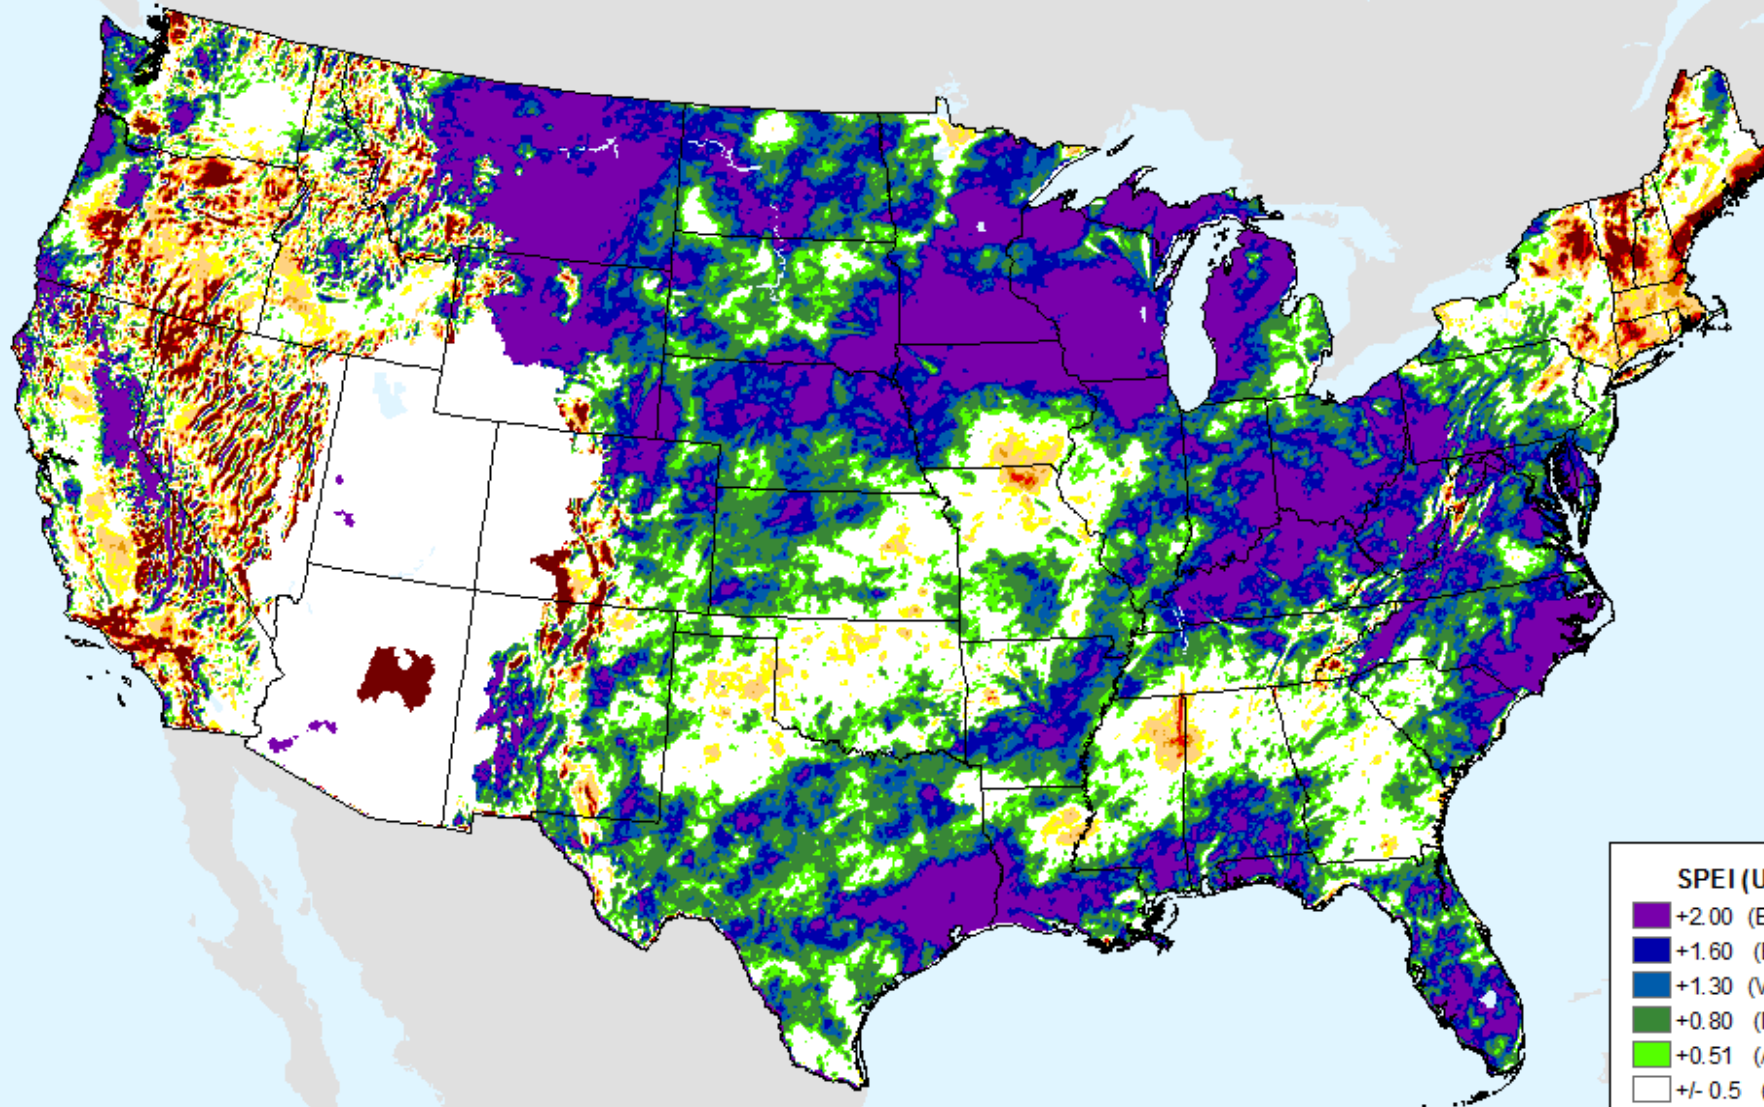 SPEI (U
+2.00 (E
+1.60 (
+1.30 (V
+0.80 (
+0.51 (
+/- 0.5 (